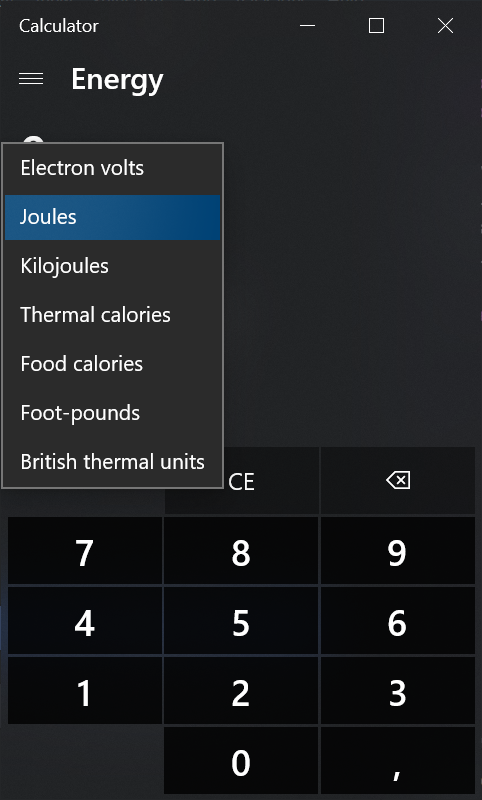 Calculator
Energy
Electron volts
Joules
Kilojoules
Thermal calories
Food calories
Foot-pounds
British thermal units
CE
7 8 9
4 5 6
1 2 3
0 ,